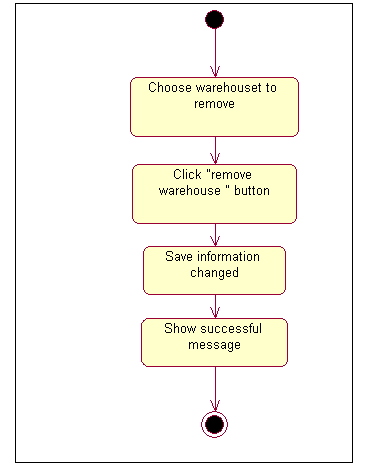 Choose warehouset to
remove
Click "remove
warehouse " button
Save information
changed
Show successful
message